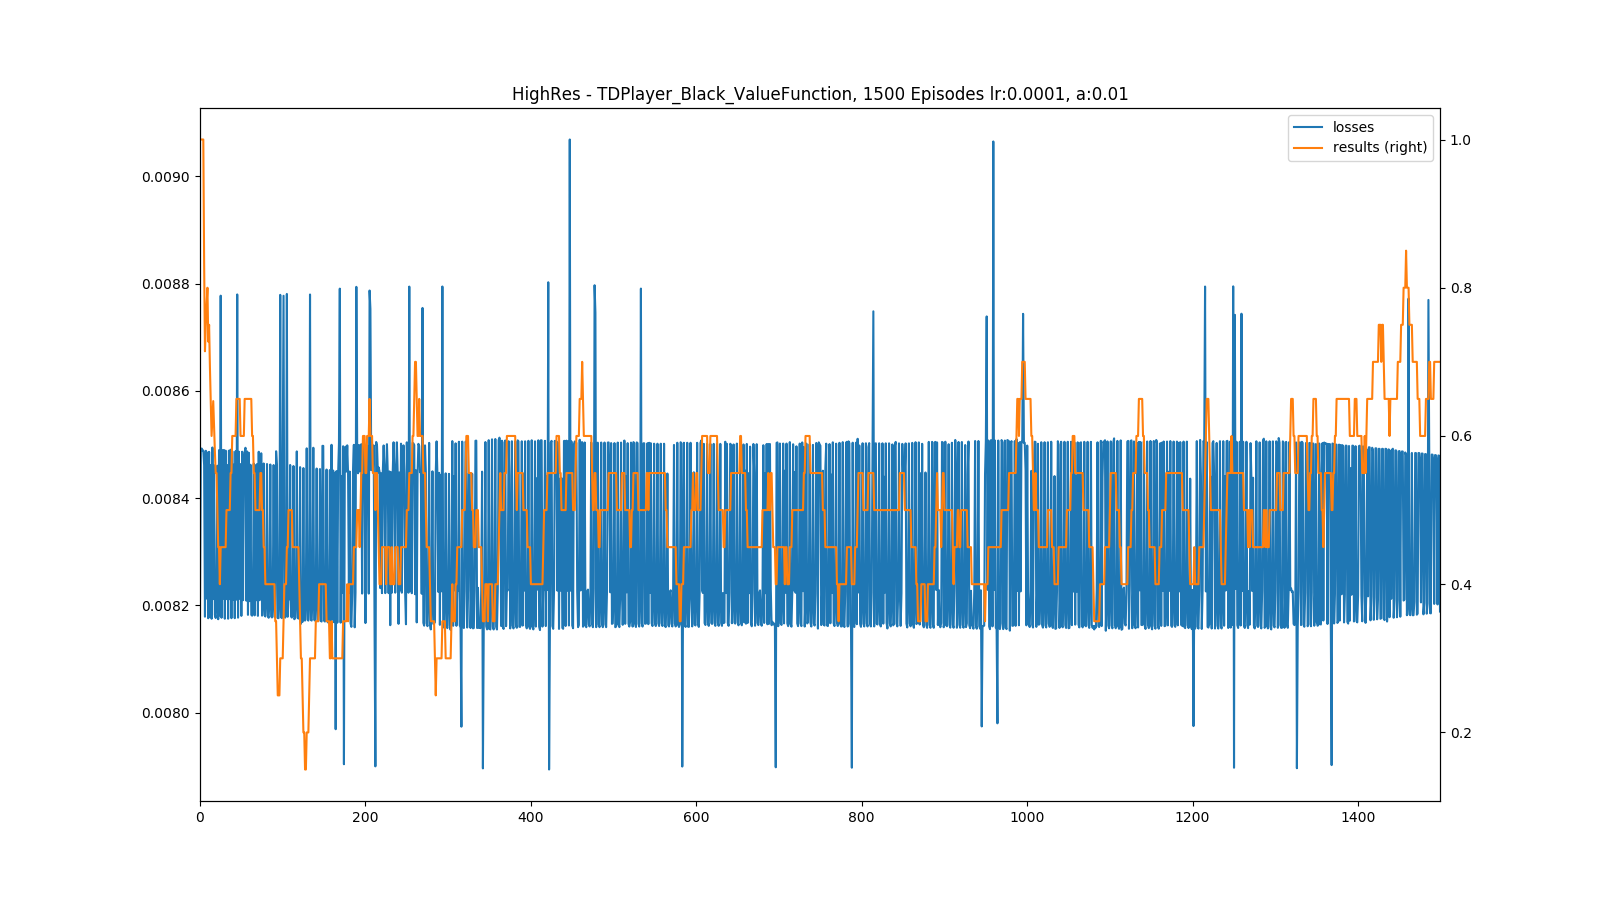 HighRes - TDPlayer_Black_ValueFunction, 1500 Episodes lr:0.0001, a:0.01
losses
results (right)
0.0090
0.0088
0.0086
0.0084
0.0082
0.0080
1.0
0.8
0.6
0.4
0.2
0 200 400 600 800 1000 1200 1400